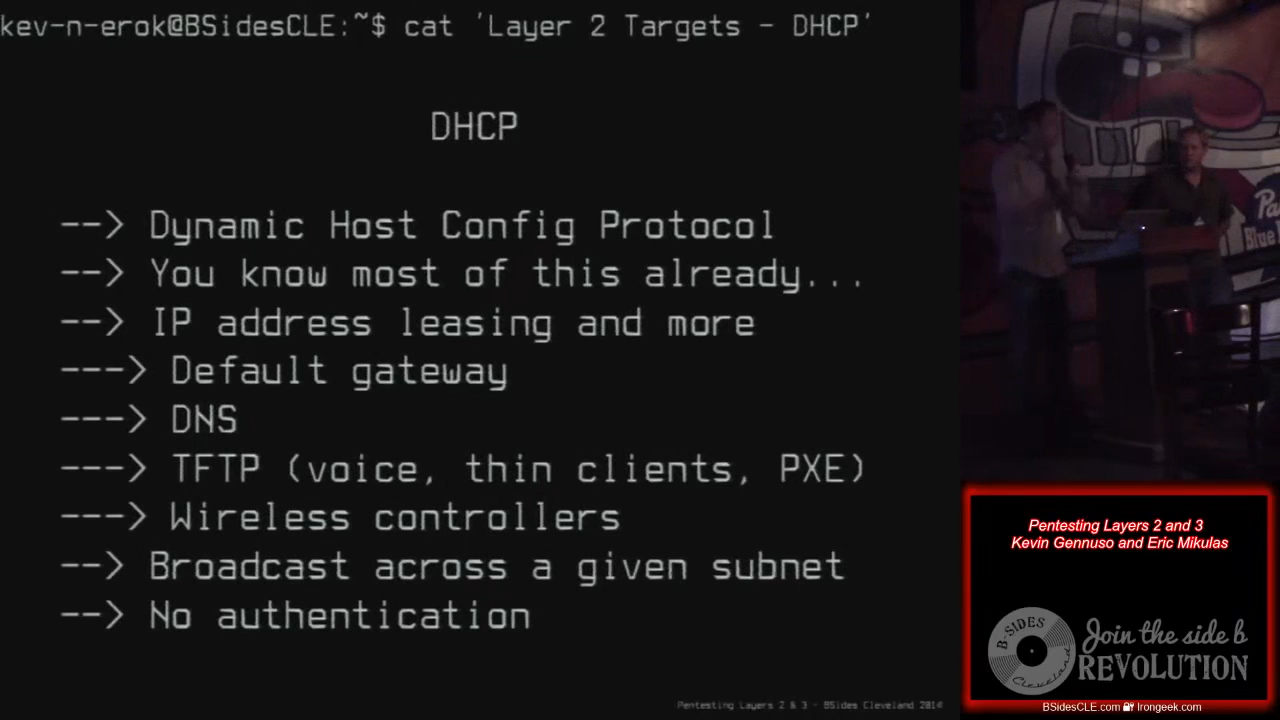 kev-n-erok@BSidesCLE:~$ cat 'Layer 2 Targets - DHCP'
DHCP
--> Dynamic Host Config Protocol
--> You know most of this already...
--> IP address leasing and more
---> Default gateway
---> DNS
---> TFTP (voice, thin clients, PXE)
---> Wireless controllers
--> Broadcast across a given subnet
--> No authentication
Pentesting Layers 2 & 3 - BSides Cleveland 2014
Blue
Pentesting Layers 2 and 3
Kevin Gennuso and Eric Mikulas
B-SIDES
Cleveland
Join the side b
REVOLUTION
BSidesCLE.com Irongeek.com